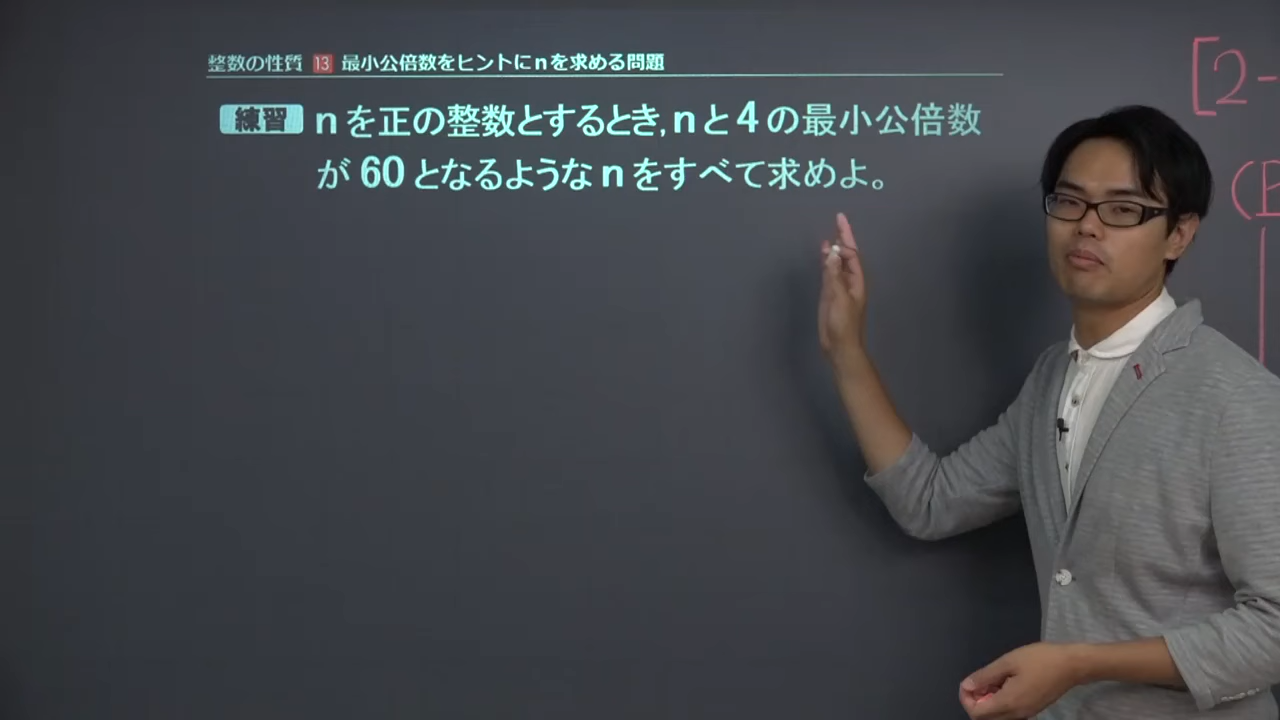 整数の性質 13 最小公倍数をヒントにnを求める問題
練習 nを正の整数とするとき,nと4の最小公倍数
が60となるようなnをすべて求めよ。
[2-
(E